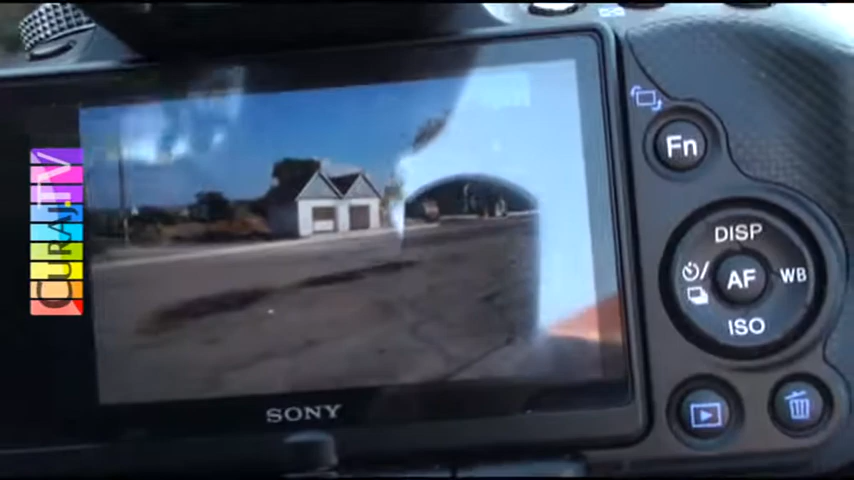 CURAJ.TV
SONY
Fn
DISP
AF
WB
ISO